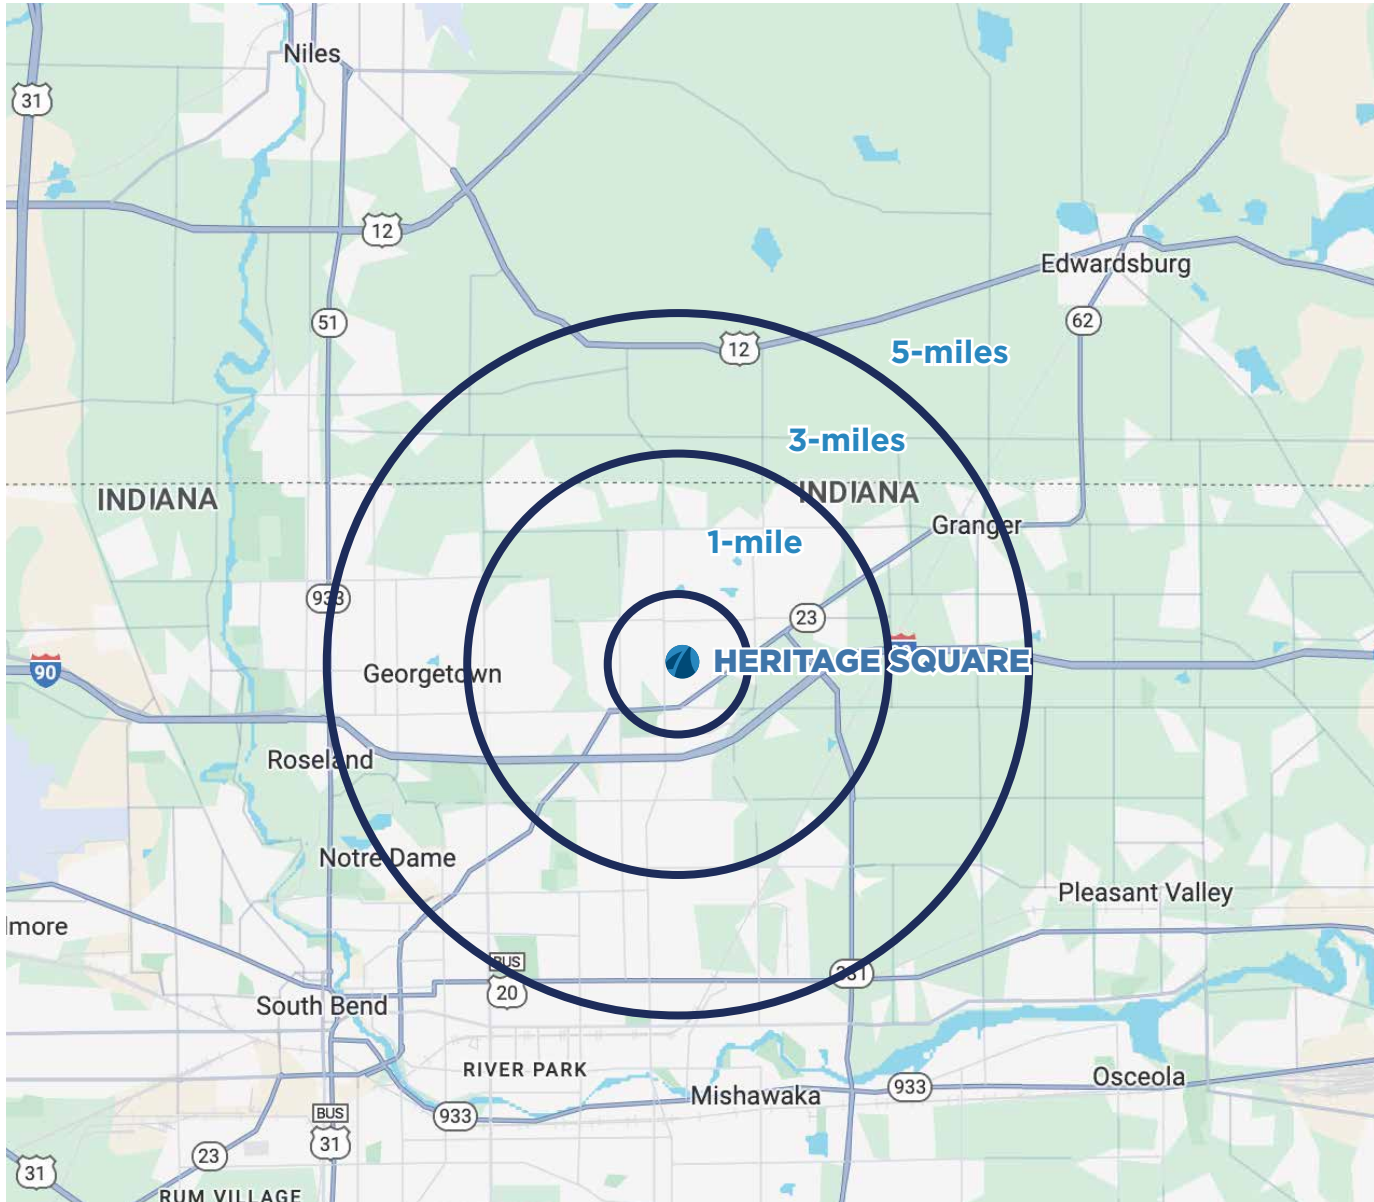 Niles
31
12
Edwardsburg
51
62
12
5-miles
3-miles
INDIANA
INDIANA
Granger
1-mile
933
23
HERITAGE SQUARE
90
Georgetown
Roseland
Notre Dame
Pleasant Valley
lmore
BUS
20
331
South Bend
RIVER PARK
Osceola
Mishawaka
933
BUS
933
31
23
31
RUM VILLAGE